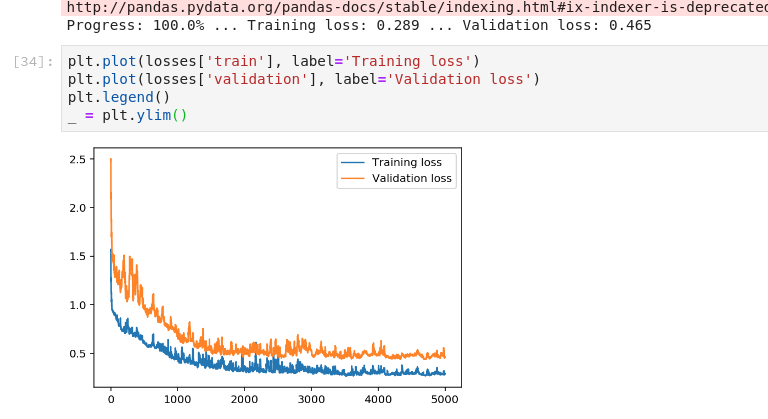 http://pandas.pydata.org/pandas-docs/stable/indexing.html#ix-indexer-is-deprecated
Progress: 100.0% ... Training loss: 0.289 ... Validation loss: 0.465
[34]:
plt.plot(losses['train'], label='Training loss')
plt.plot(losses['validation'], label='Validation loss')
plt.legend()
_ = plt.ylim()
Training loss
Validation loss
2.5
2.0
1.5
1.0
0.5
0 1000 2000 3000 4000 5000